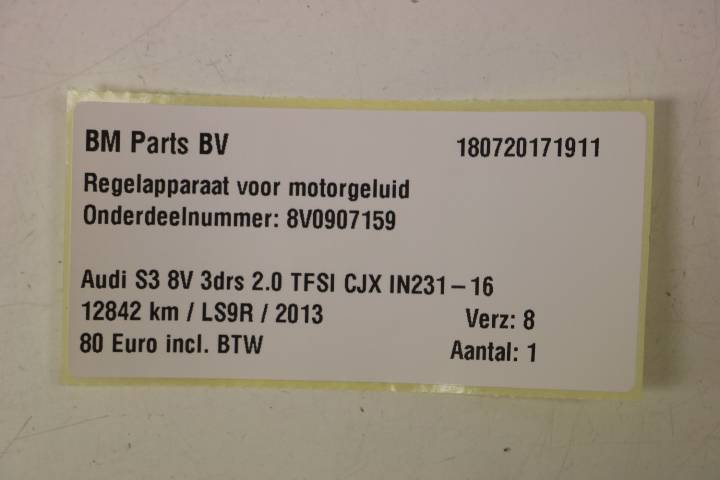 BM Parts BV 180720171911
Regelapparaat voor motorgeluid
Onderdeelnummer: 8V0907159
Audi S3 8V 3drs 2.0 TFSI CJX IN231-16
12842 km / LS9R / 2013 Verz: 8
80 Euro incl. BTW Aantal: 1